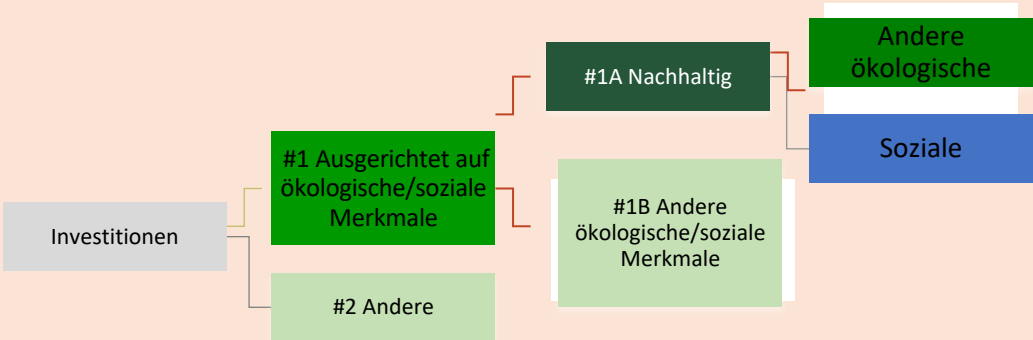 Investitionen
#1 Ausgerichtet auf
ökologische/soziale
Merkmale
#2 Andere
#1A Nachhaltig
#1B Andere
ökologische/soziale
Merkmale
Andere
ökologische
Soziale